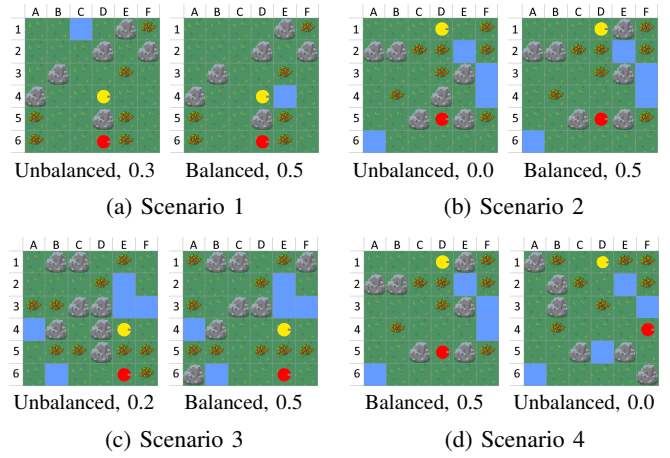 A B C D E F A B C D E F
1 1
2 2
3 3
4 4
5 5
6 6
Unbalanced, 0.3 Balanced, 0.5
(a) Scenario 1
A B C D E F A B C D E F
1 1
2 2
3 3
4 4
5 5
6 6
Unbalanced, 0.0 Balanced, 0.5
(b) Scenario 2
A B C D E F A B C D E F
1 1
2 2
3 3
4 4
5 5
6 6
Unbalanced, 0.2 Balanced, 0.5
(c) Scenario 3
A B C D E F A B C D E F
1 1
2 2
3 3
4 4
5 5
6 6
Balanced, 0.5 Unbalanced, 0.0
(d) Scenario 4